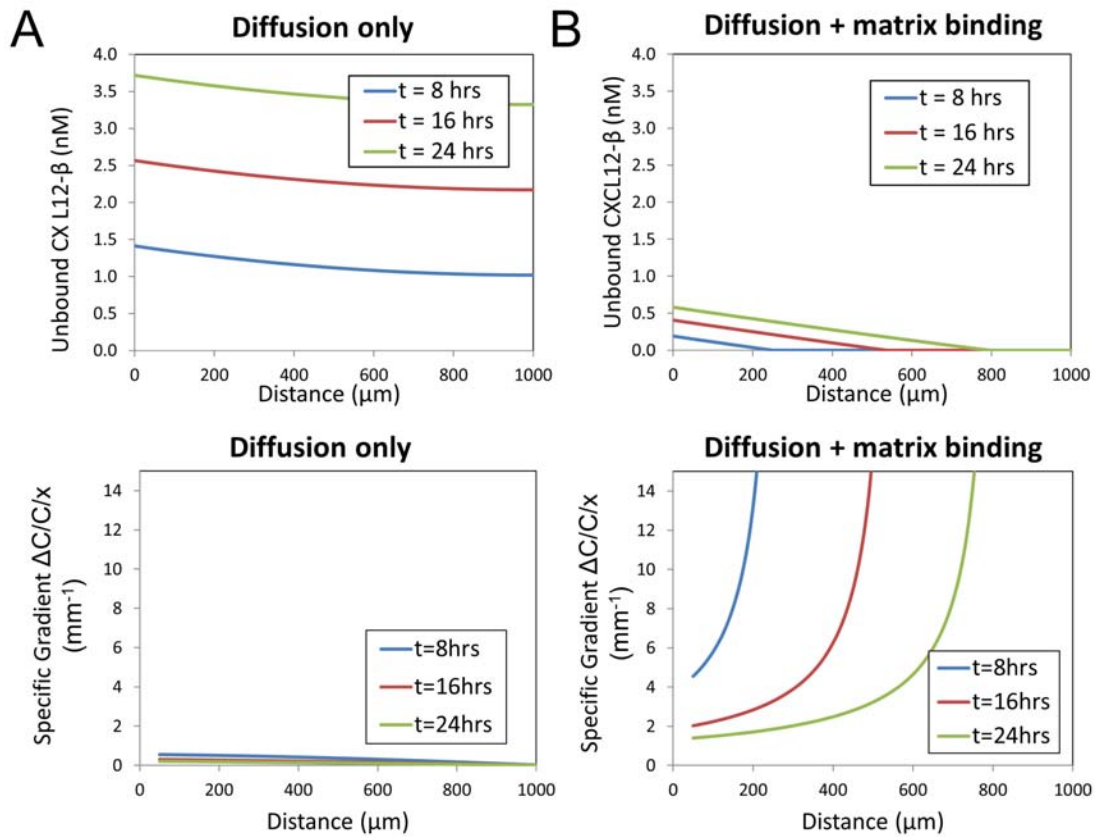 A
Diffusion only
Unbound CX L12-β (nM)
4.0
3.5
3.0
2.5
2.0
1.5
1.0
0.5
0.0
t = 8 hrs
t = 16 hrs
t = 24 hrs
0 200 400 600 800 1000
Distance (μm)
B
Diffusion + matrix binding
Unbound CXCL12-β (nM)
4.0
3.5
3.0
2.5
2.0
1.5
1.0
0.5
0.0
t = 8 hrs
t = 16 hrs
t = 24 hrs
0 200 400 600 800 1000
Distance (μm)
Diffusion only
Specific Gradient ΔC/C/x
(mm⁻¹)
14
12
10
8
6
4
2
0
t=8hrs
t=16hrs
t=24hrs
0 200 400 600 800 1000
Distance (μm)
Diffusion + matrix binding
Specific Gradient ΔC/C/x
(mm⁻¹)
14
12
10
8
6
4
2
0
t=8hrs
t=16hrs
t=24hrs
0 200 400 600 800 1000
Distance (μm)